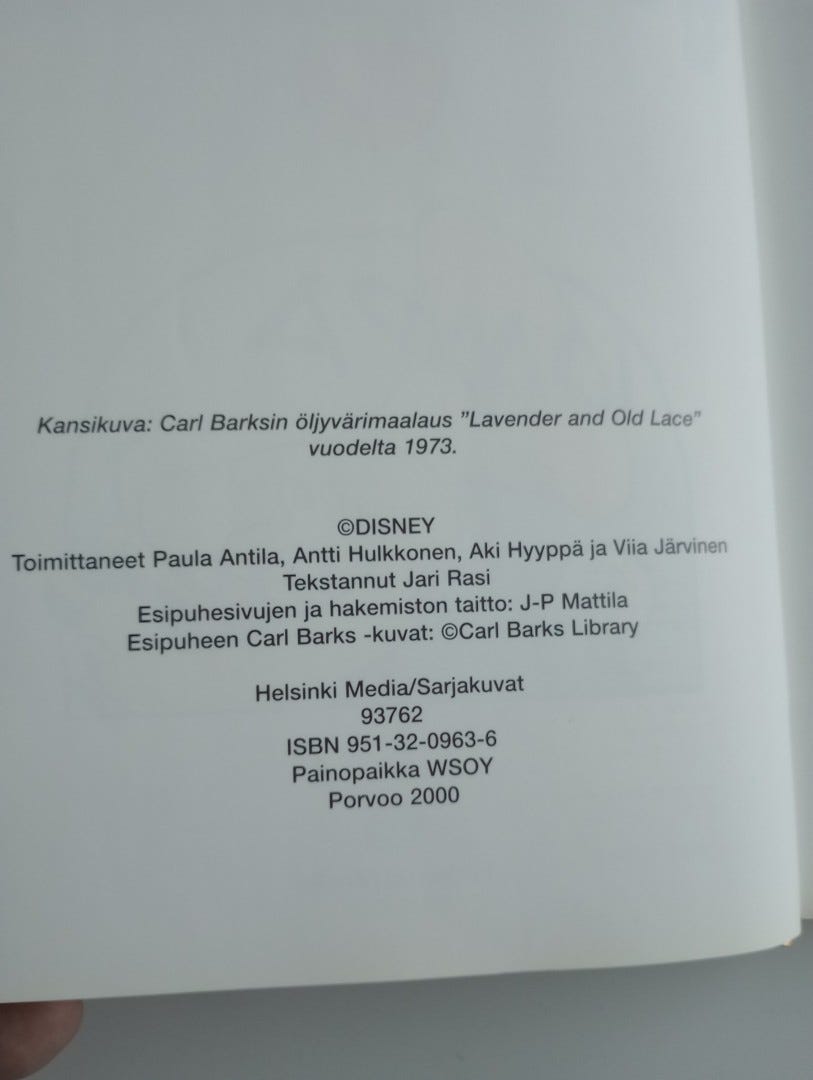 Kansikuva: Carl Barksin öljyvärimaalaus ”Lavender and Old Lace”
vuodelta 1973.
©DISNEY
Toimittaneet Paula Antila, Antti Hulkkonen, Aki Hyyppä ja Viia Järvinen
Tekstannut Jari Rasi
Esipuhesivujen ja hakemiston taitto: J-P Mattila
Esipuheen Carl Barks -kuvat: ©Carl Barks Library
Helsinki Media/Sarjakuvat
93762
ISBN 951-32-0963-6
Painopaikka WSOY
Porvoo 2000